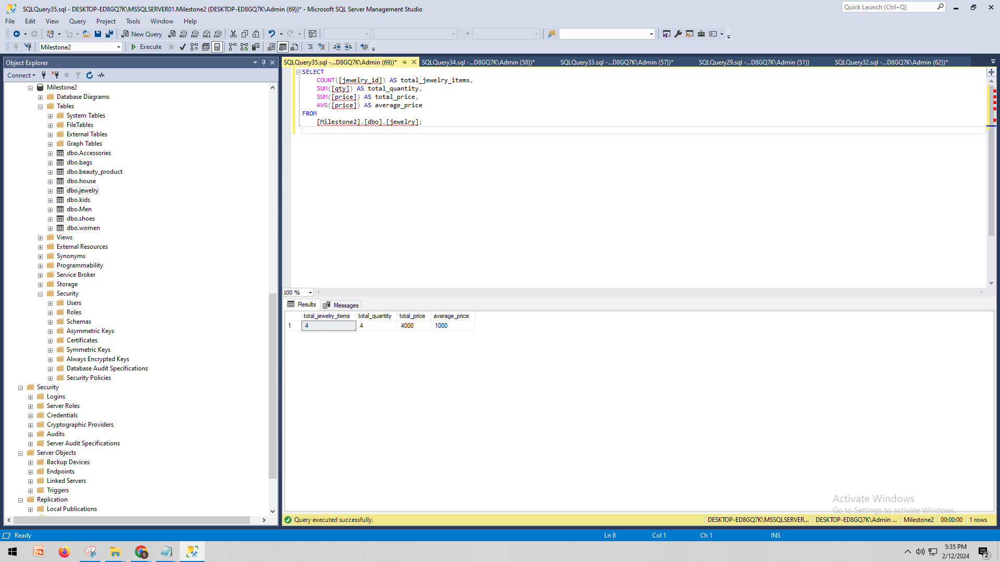 SQLQuery35.sql - DESKTOP-ED8GQ7K\MSSQLSERVER01.Milestone2 (DESKTOP-ED8GQ7K\Admin (69))* - Microsoft SQL Server Management Studio
Quick Launch (Ctrl+Q)
File Edit View Query Project Tools Window Help
New Query
MDX DMX XMLA DAX
Milestone2
Execute
Object Explorer
Connect
Milestone2
Database Diagrams
Tables
System Tables
FileTables
External Tables
Graph Tables
dbo.Accessories
dbo.bags
dbo.beauty_product
dbo.house
dbo.jewelry
dbo.kids
dbo.Men
dbo.shoes
dbo.women
Views
External Resources
Synonyms
Programmability
Service Broker
Storage
Security
Users
Roles
Schemas
Asymmetric Keys
Certificates
Symmetric Keys
Always Encrypted Keys
Database Audit Specifications
Security Policies
Security
Logins
Server Roles
Credentials
Cryptographic Providers
Audits
Server Audit Specifications
Server Objects
Backup Devices
Endpoints
Linked Servers
Triggers
Replication
Local Publications
SQLQuery35.sql -...D8GQ7K\Admin (69))* SQLQuery34.sql -...D8GQ7K\Admin (58))* SQLQuery33.sql -...D8GQ7K\Admin (57))* SQLQuery29.sql -...D8GQ7K\Admin (51)) SQLQuery32.sql -...D8GQ7K\Admin (62))*
SELECT
COUNT([jewelry_id]) AS total_jewelry_items,
SUM([qty]) AS total_quantity,
SUM([price]) AS total_price,
AVG([price]) AS average_price
FROM
[Milestone2].[dbo].[jewelry];
100 %
Results Messages
total_jewelry_items total_quantity total_price average_price
1 4 4 4000 1000
Activate Windows
Go to Settings to activate Windows.
Query executed successfully.
DESKTOP-ED8GQ7K\MSSQLSERVER... DESKTOP-ED8GQ7K\Admin ... Milestone2 00:00:00 1 rows
Ready
Ln 8 Col 1 Ch 1 INS
S
5:35 PM
2/12/2024
2